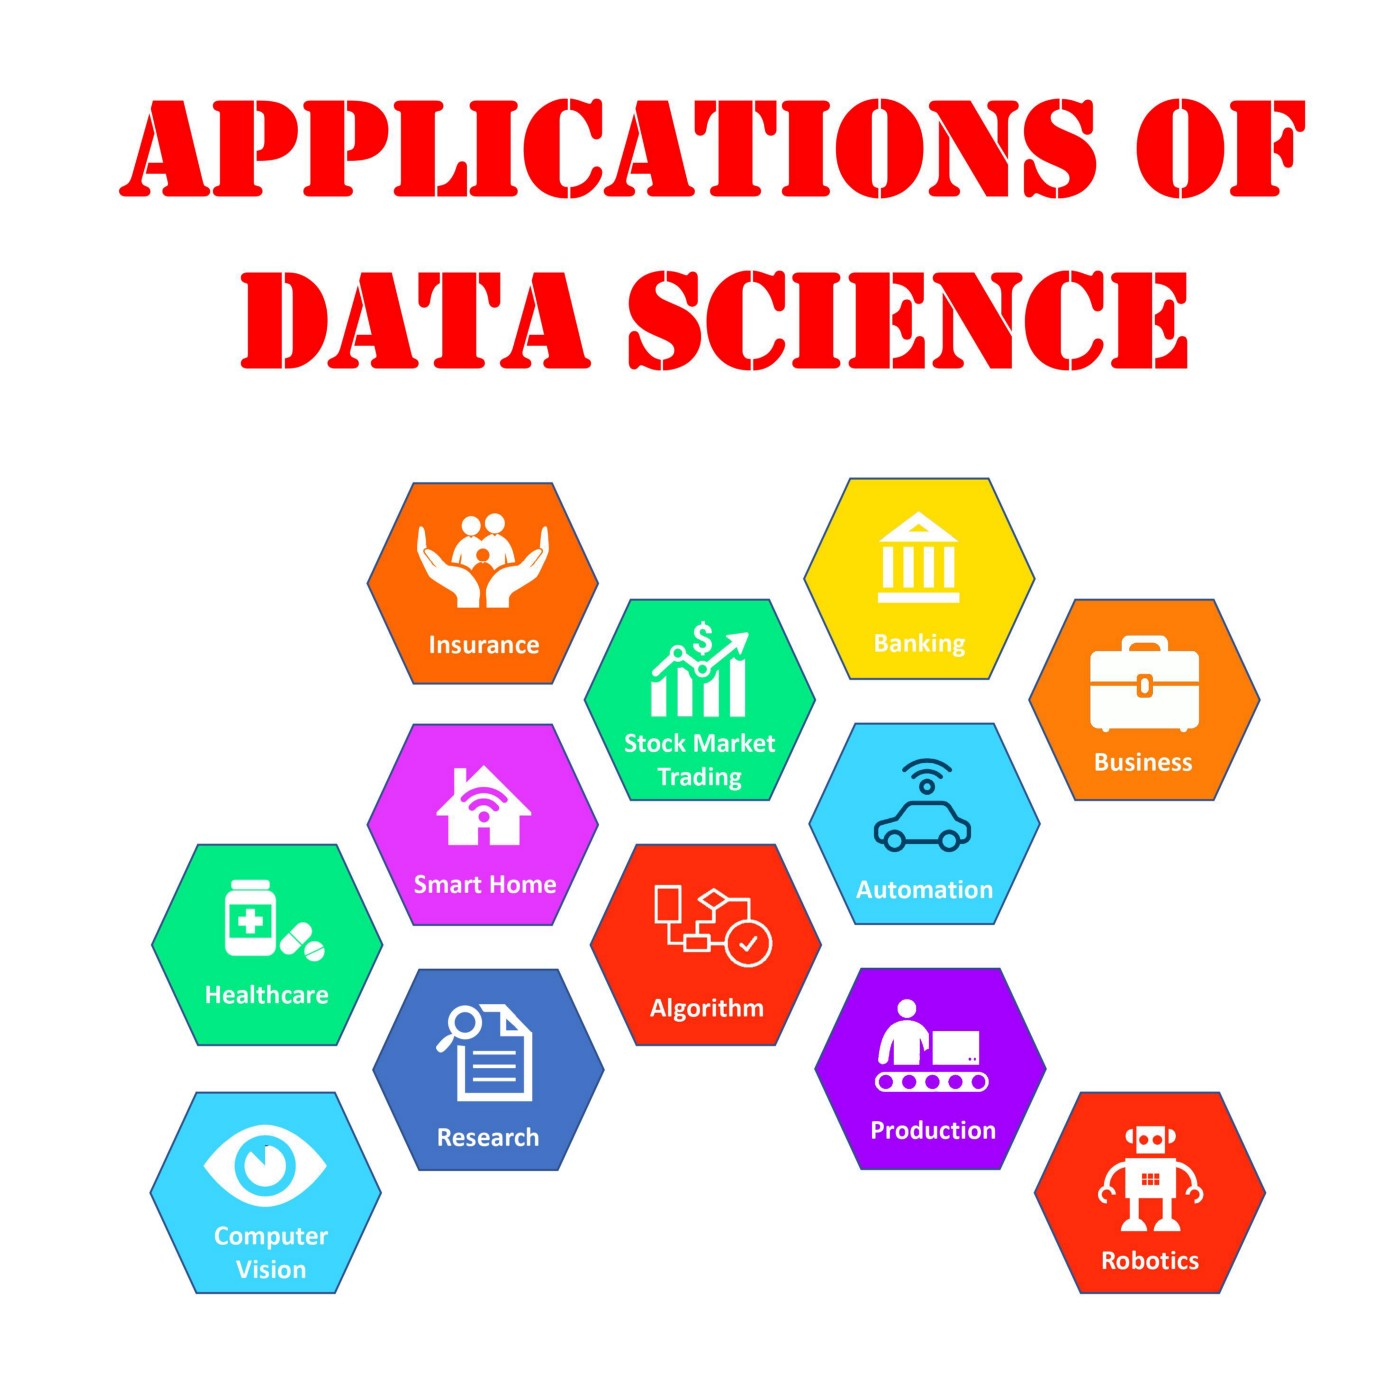 APPLICATIONS OF
DATA SCIENCE
Insurance
Banking
Stock Market
Trading
Business
Smart Home
Automation
Healthcare
Algorithm
Research
Production
Computer
Vision
Robotics